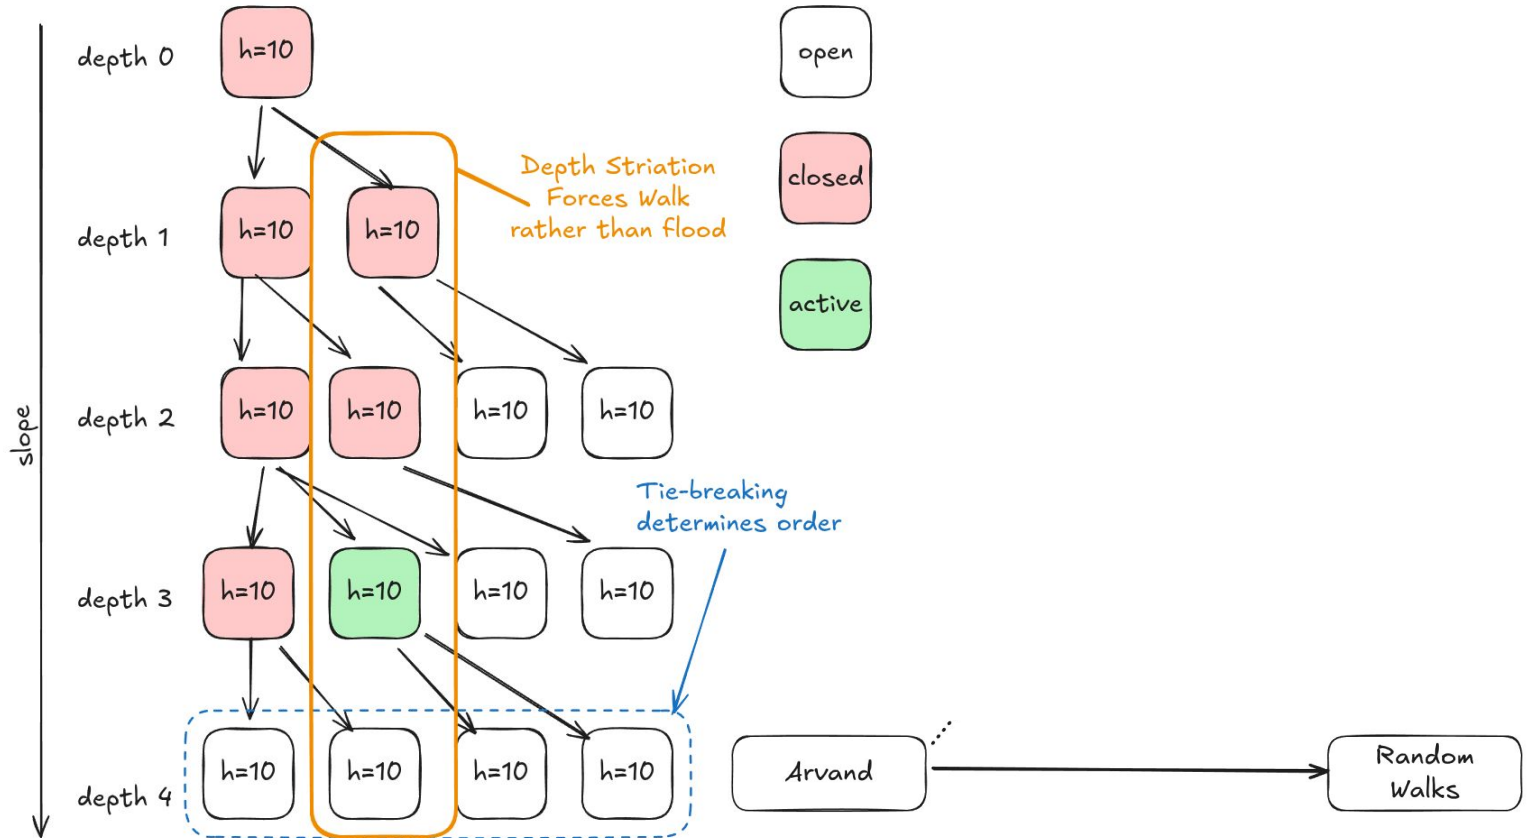 depth 0
h=10
open
Depth Striation
Forces Walk
rather than flood
closed
depth 1
h=10
h=10
active
slope
depth 2
h=10
h=10
h=10
h=10
Tie-breaking
determines order
depth 3
h=10
h=10
h=10
h=10
depth 4
h=10
h=10
h=10
h=10
Arvand
Random
Walks